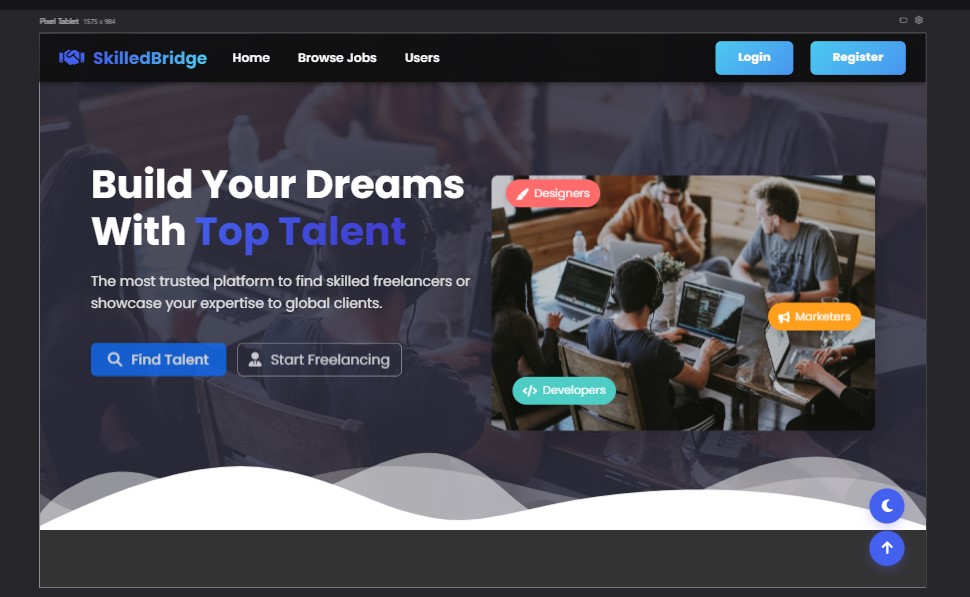 Pixel Tablet 1575 x 984
SkilledBridge Home Browse Jobs Users Login Register
Build Your Dreams
With Top Talent
The most trusted platform to find skilled freelancers or
showcase your expertise to global clients.
Find Talent Start Freelancing
Designers
Marketers
</> Developers